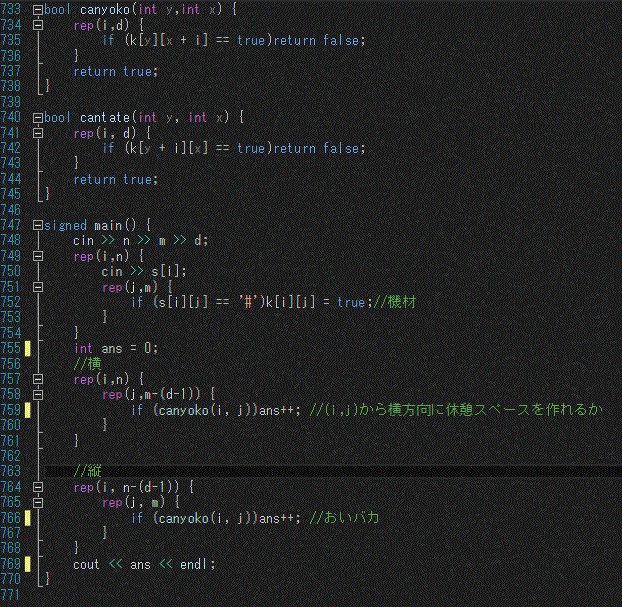 733 bool canyoko(int y,int x) {
734 rep(i,d) {
735 if (k[y][x + i] == true)return false;
736 }
737 return true;
738 }
739
740 bool cantate(int y, int x) {
741 rep(i, d) {
742 if (k[y + i][x] == true)return false;
743 }
744 return true;
745 }
746
747 signed main() {
748 cin >> n >> m >> d;
749 rep(i,n) {
750 cin >> s[i];
751 rep(j,m) {
752 if (s[i][j] == '#')k[i][j] = true;//機材
753 }
754 }
755 int ans = 0;
756 //横
757 rep(i,n) {
758 rep(j,m-(d-1)) {
759 if (canyoko(i, j))ans++; //(i,j)から横方向に休憩スペースを作れるか
760 }
761 }
762
763 //縦
764 rep(i, n-(d-1)) {
765 rep(j, m) {
766 if (canyoko(i, j))ans++; //おいバカ
767 }
768 }
769 cout << ans << endl;
770 }
771